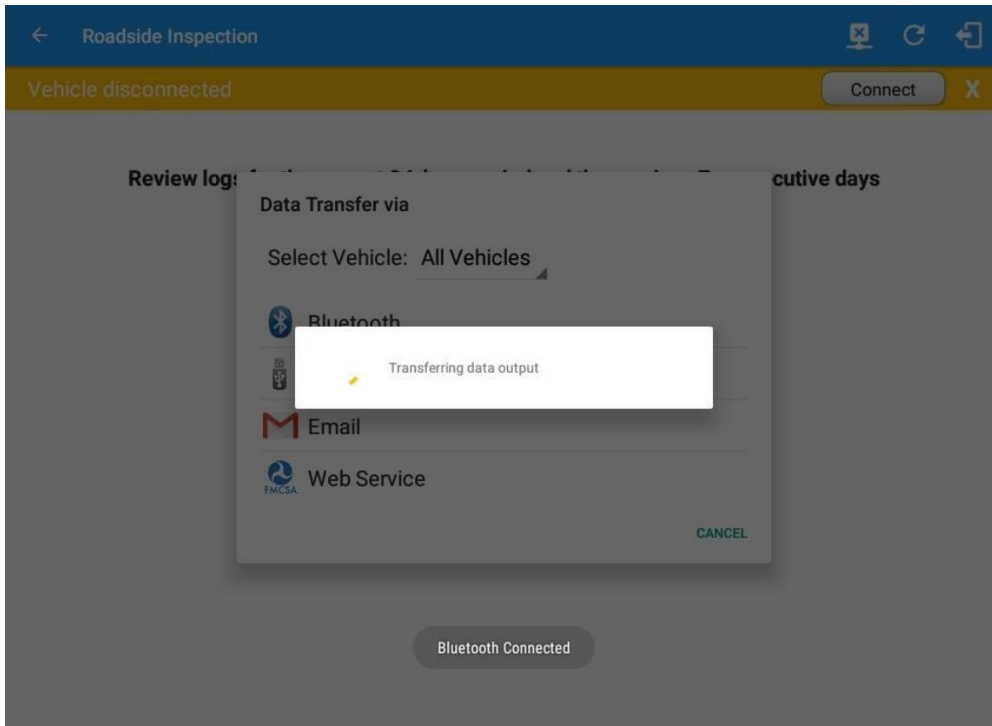 Roadside Inspection
Vehicle disconnected
Connect
X
Review logs cutive days
Data Transfer via
Select Vehicle: All Vehicles
Bluetooth
Transferring data output
Email
FMCSA
Web Service
CANCEL
Bluetooth Connected